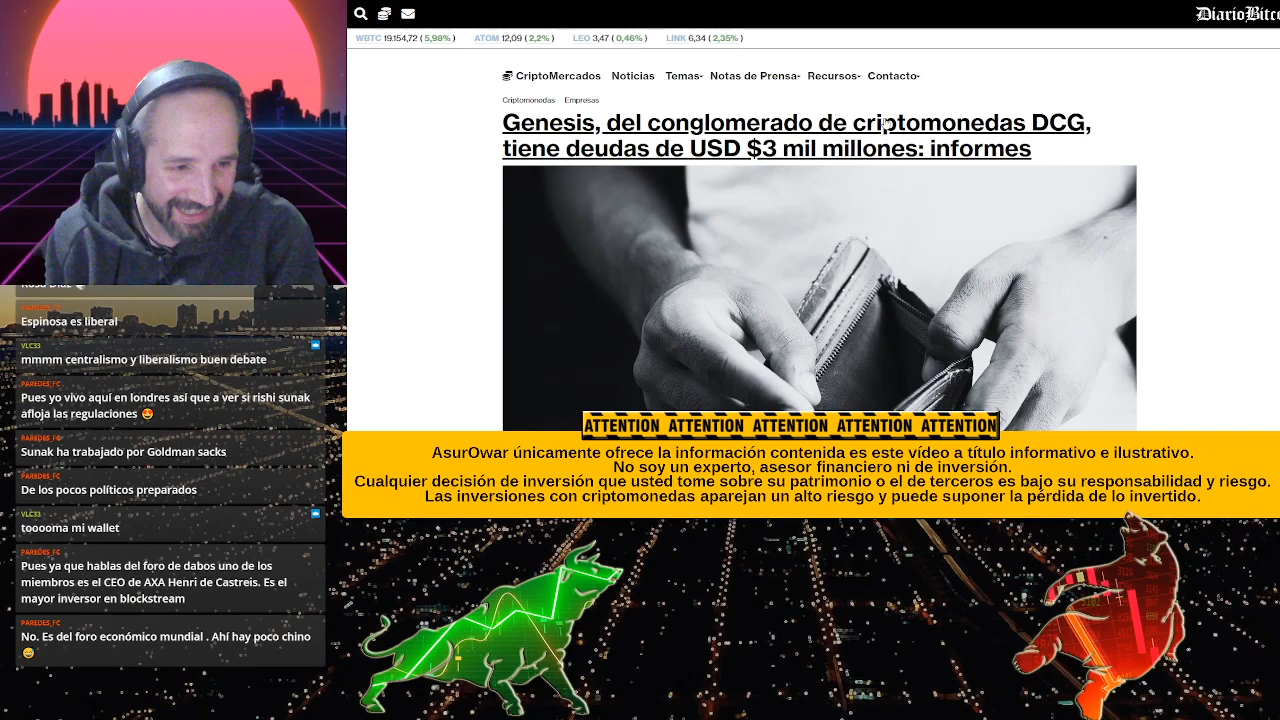 DiarioBitco
WBTC 19.154,72 ( 5,98% ) ATOM 12,09 ( 2,2% ) LEO 3,47 ( 0,46% ) LINK 6,34 ( 2,35% )
CriptoMercados Noticias Temas Notas de Prensa Recursos Contacto
Criptomonedas Empresas
Genesis, del conglomerado de criptomonedas DCG,
tiene deudas de USD $3 mil millones: informes
PAREDES_FC
Espinosa es liberal
VLC33
mmmm centralismo y liberalismo buen debate
PAREDES_FC
Pues yo vivo aquí en londres así que a ver si rishi sunak
afloja las regulaciones 😍
PAREDES_FC
Sunak ha trabajado por Goldman sacks
PAREDES_FC
De los pocos políticos preparados
VLC33
tooooma mi wallet
PAREDES_FC
Pues ya que hablas del foro de dabos uno de los
miembros es el CEO de AXA Henri de Castreis. Es el
mayor inversor en blockstream
PAREDES_FC
No. Es del foro económico mundial . Ahí hay poco chino
😅
ATTENTION ATTENTION ATTENTION ATTENTION ATTENTION
AsurOwar únicamente ofrece la información contenida es este vídeo a título informativo e ilustrativo.
No soy un experto, asesor financiero ni de inversión.
Cualquier decisión de inversión que usted tome sobre su patrimonio o el de terceros es bajo su responsabilidad y riesgo.
Las inversiones con criptomonedas aparejan un alto riesgo y puede suponer la pérdida de lo invertido.